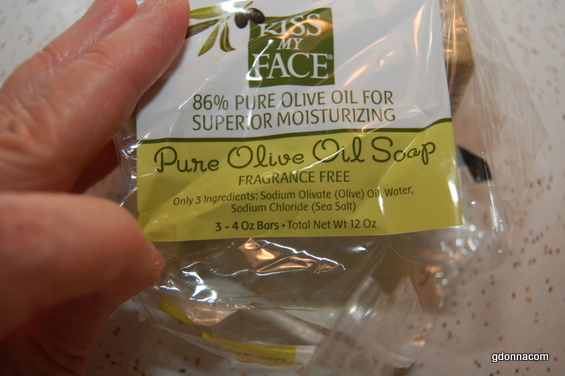 KISS
MY
FACE®
86% PURE OLIVE OIL FOR
SUPERIOR MOISTURIZING
Pure Olive Oil Soap
FRAGRANCE FREE
Only 3 Ingredients: Sodium Olivate (Olive) Oil, Water,
Sodium Chloride (Sea Salt)
3 - 4 Oz Bars • Total Net Wt 12 Oz
gdonnacom